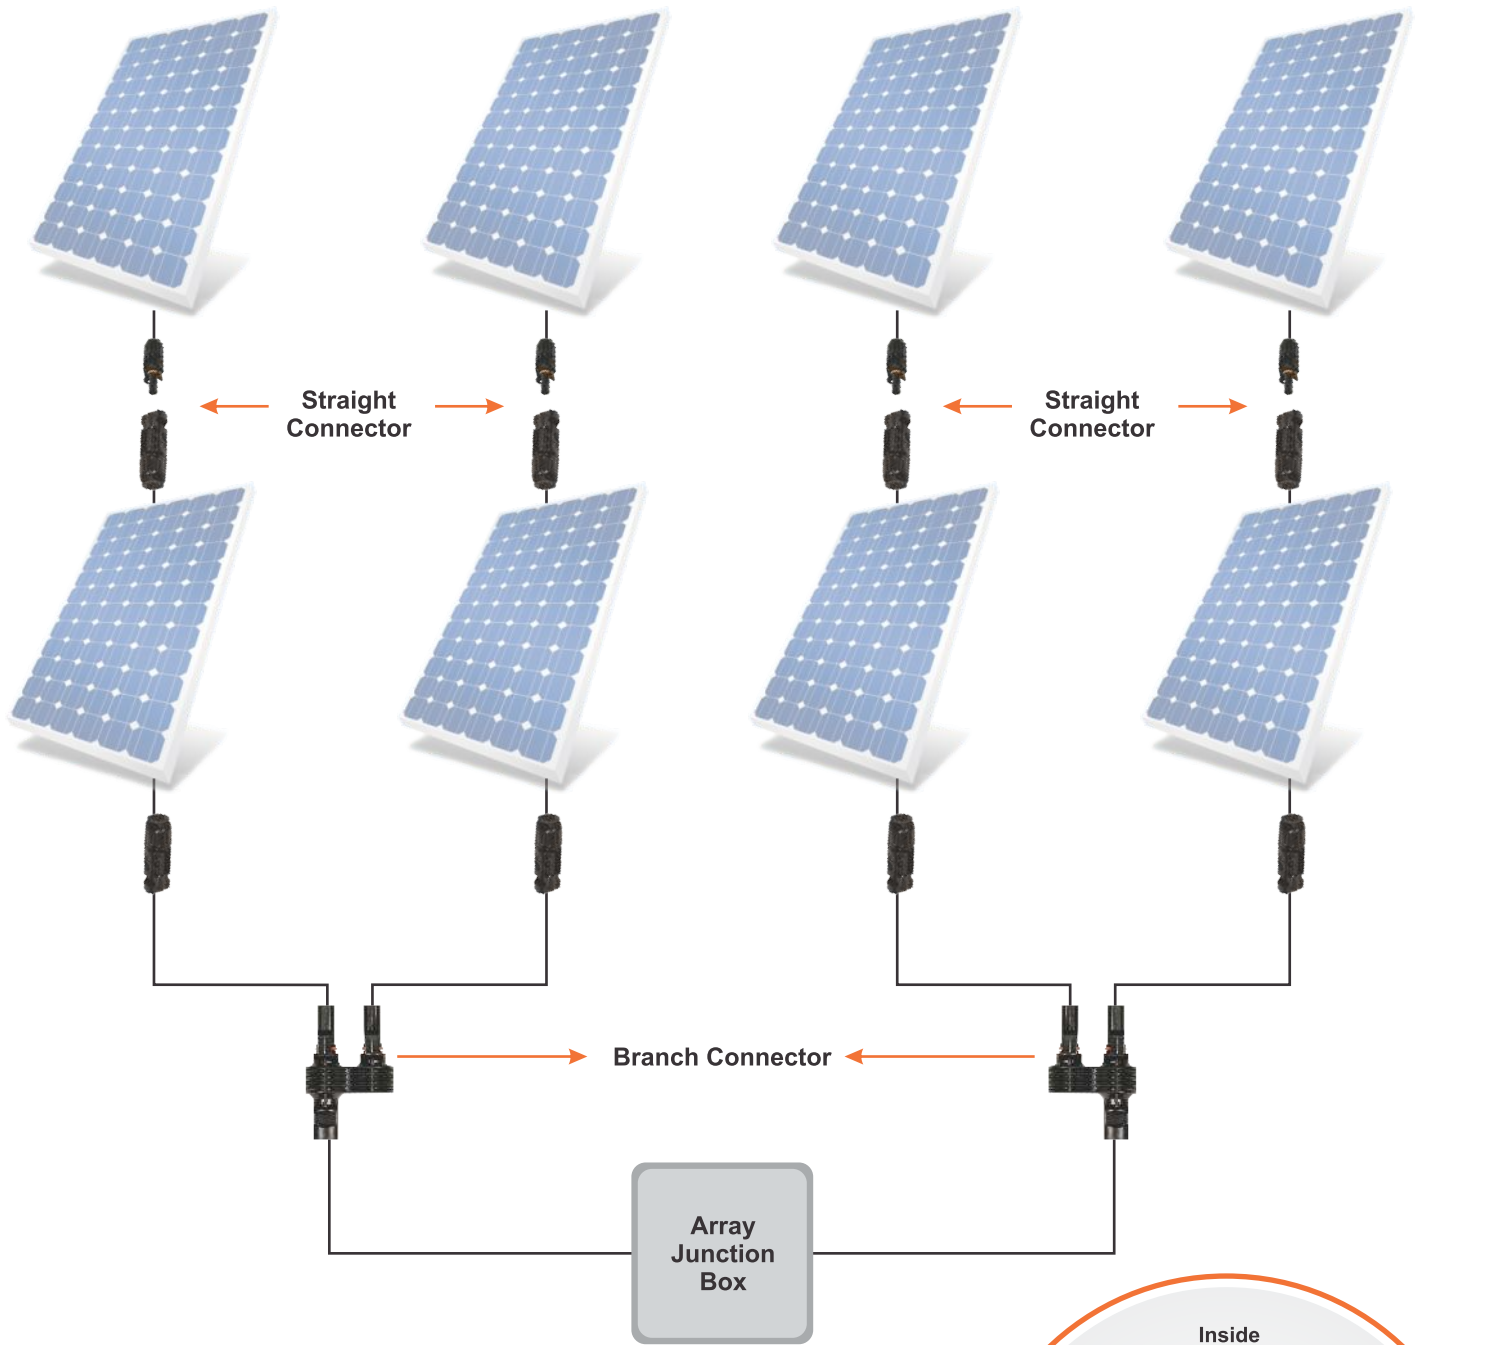 Straight
Connector
Straight
Connector
Branch Connector
Array
Junction
Box
Inside